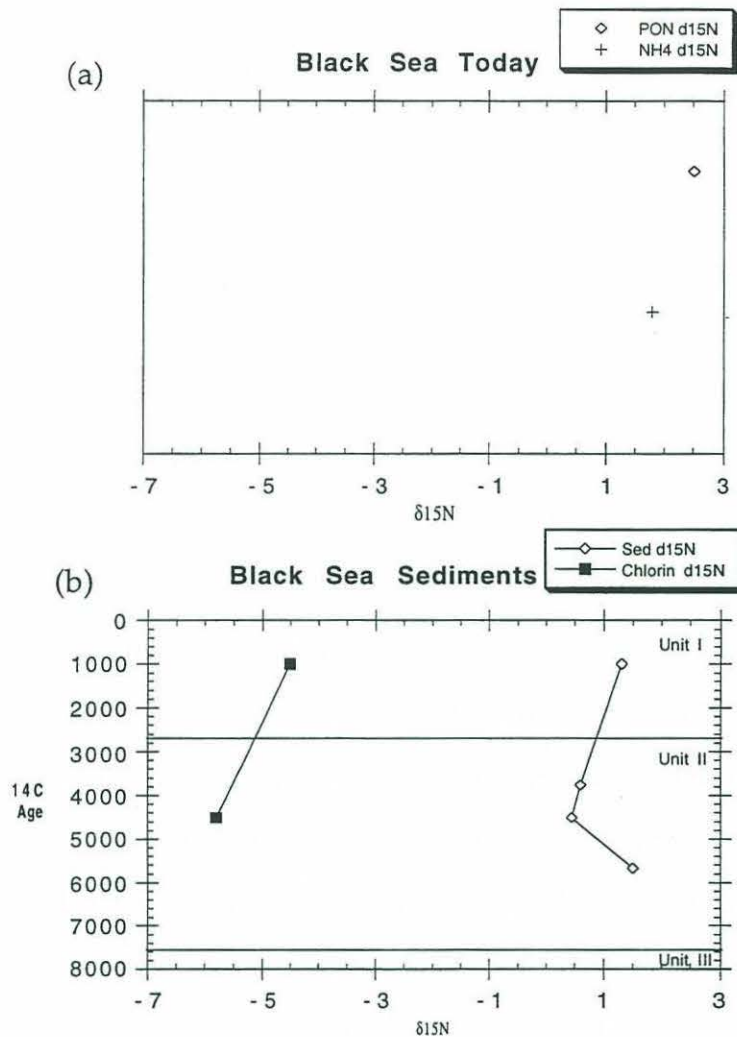 ◇ PON d15N
+ NH4 d15N
(a)
Black Sea Today
-7 -5 -3 -1 1 3
δ15N
Sed d15N
Chlorin d15N
(b)
Black Sea Sediments
0
1000
2000
3000
4000
5000
6000
7000
8000
14C
Age
Unit I
Unit II
Unit, III
-7 -5 -3 -1 1 3
δ15N